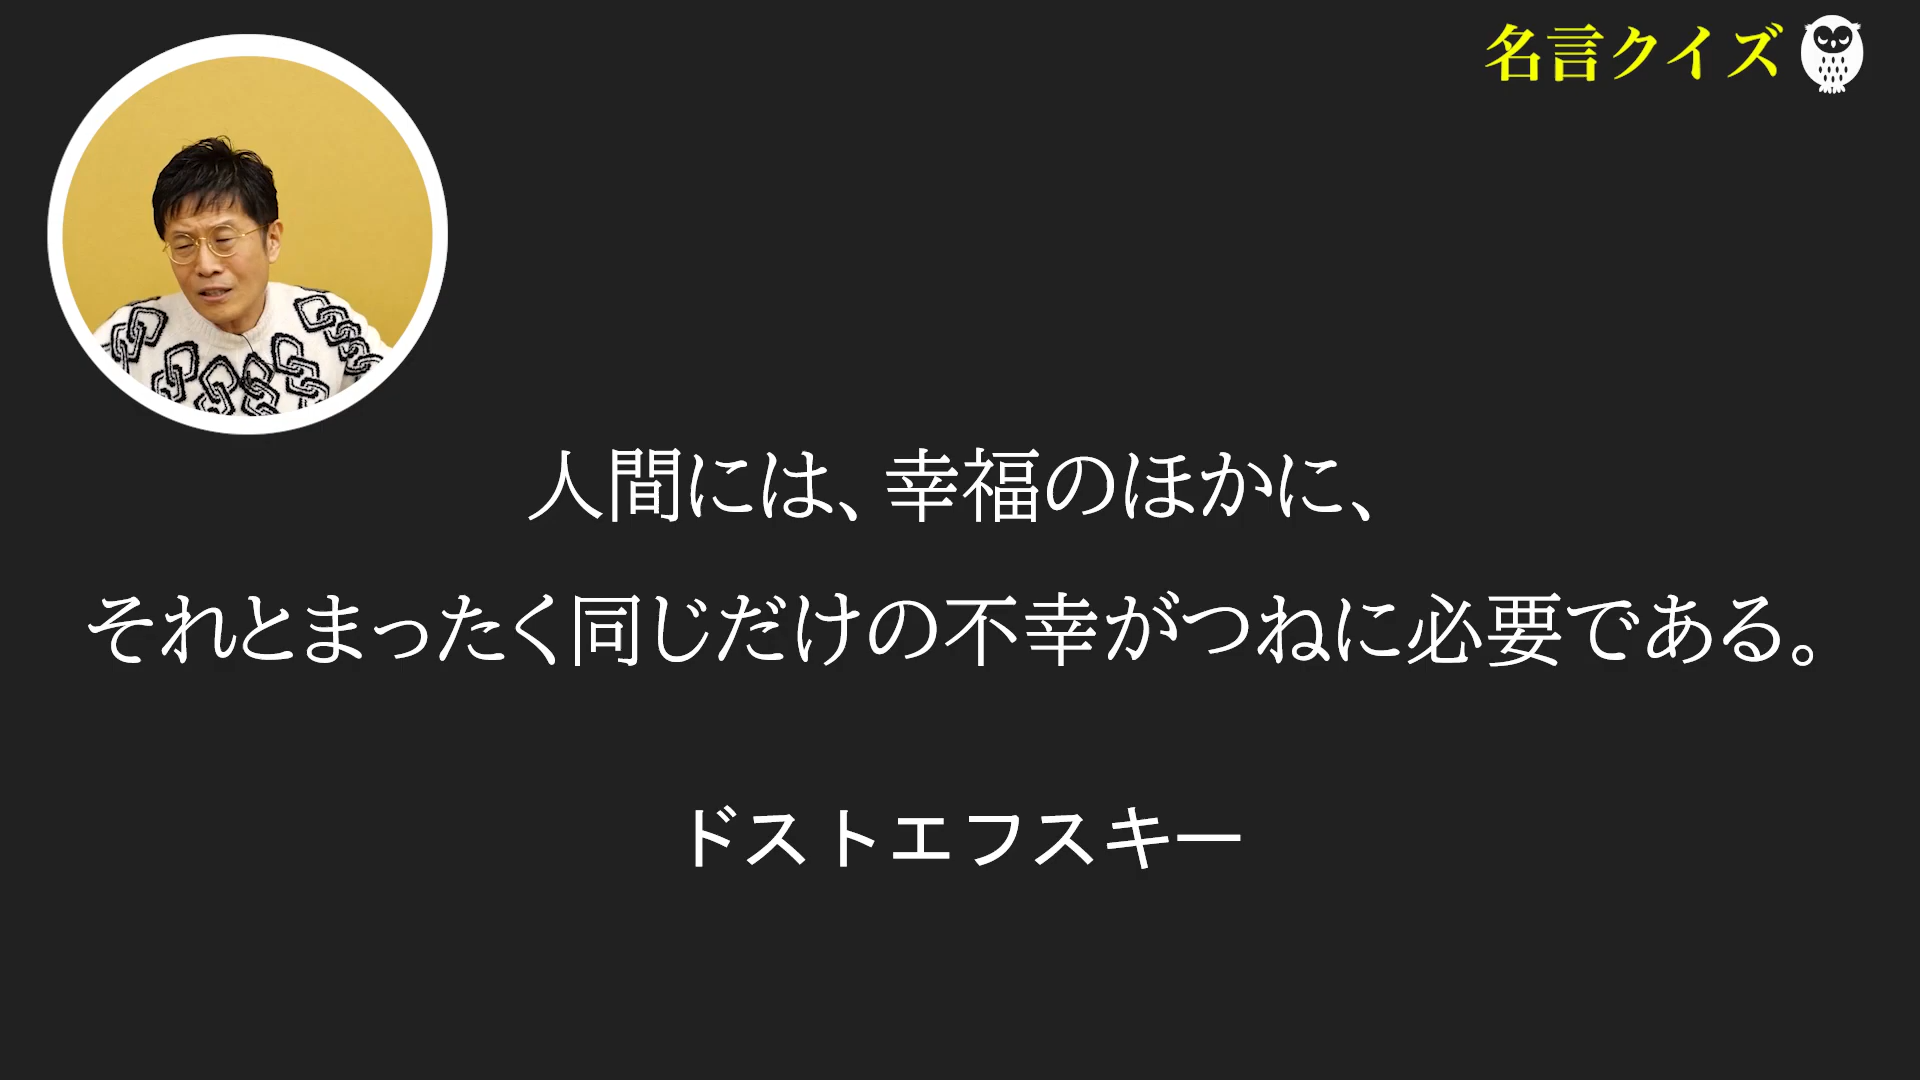 名言クイズ
人間には、幸福のほかに、
それとまったく同じだけの不幸がつねに必要である。
ドストエフスキー